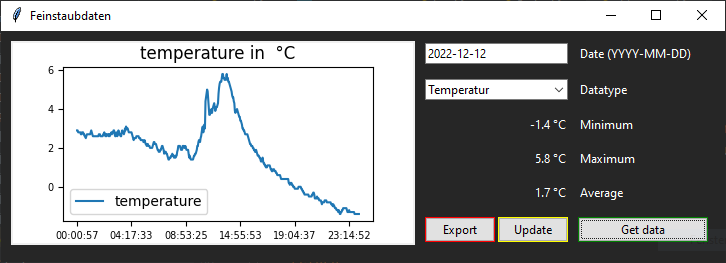 Feinstaubdaten
temperature in °C
6
4
2
0
temperature
00:00:57 04:17:33 08:53:25 14:55:53 19:04:37 23:14:52
2022-12-12 Date (YYYY-MM-DD)
Temperatur Datatype
-1.4 °C Minimum
5.8 °C Maximum
1.7 °C Average
Export Update Get data